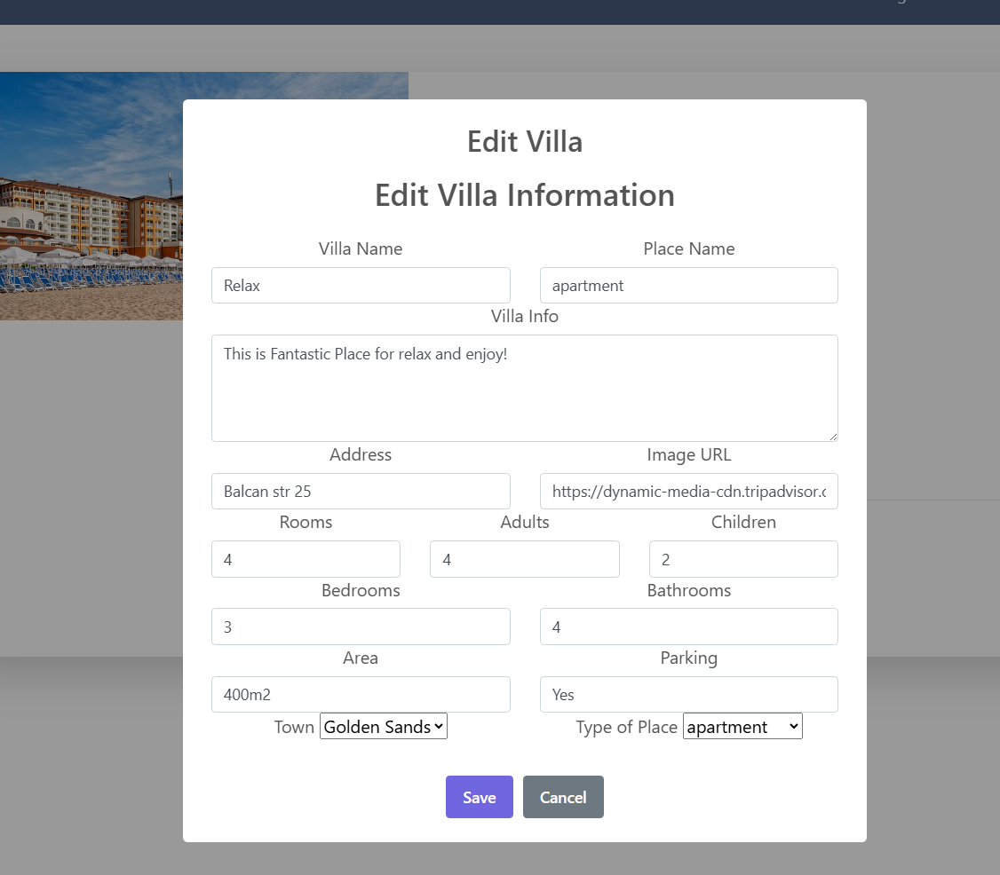 Edit Villa
Edit Villa Information
Villa Name Place Name
Relax apartment
Villa Info
This is Fantastic Place for relax and enjoy!
Address Image URL
Balcan str 25 https://dynamic-media-cdn.tripadvisor.c
Rooms Adults Children
4 4 2
Bedrooms Bathrooms
3 4
Area Parking
400m2 Yes
Town Golden Sands Type of Place apartment
Save Cancel